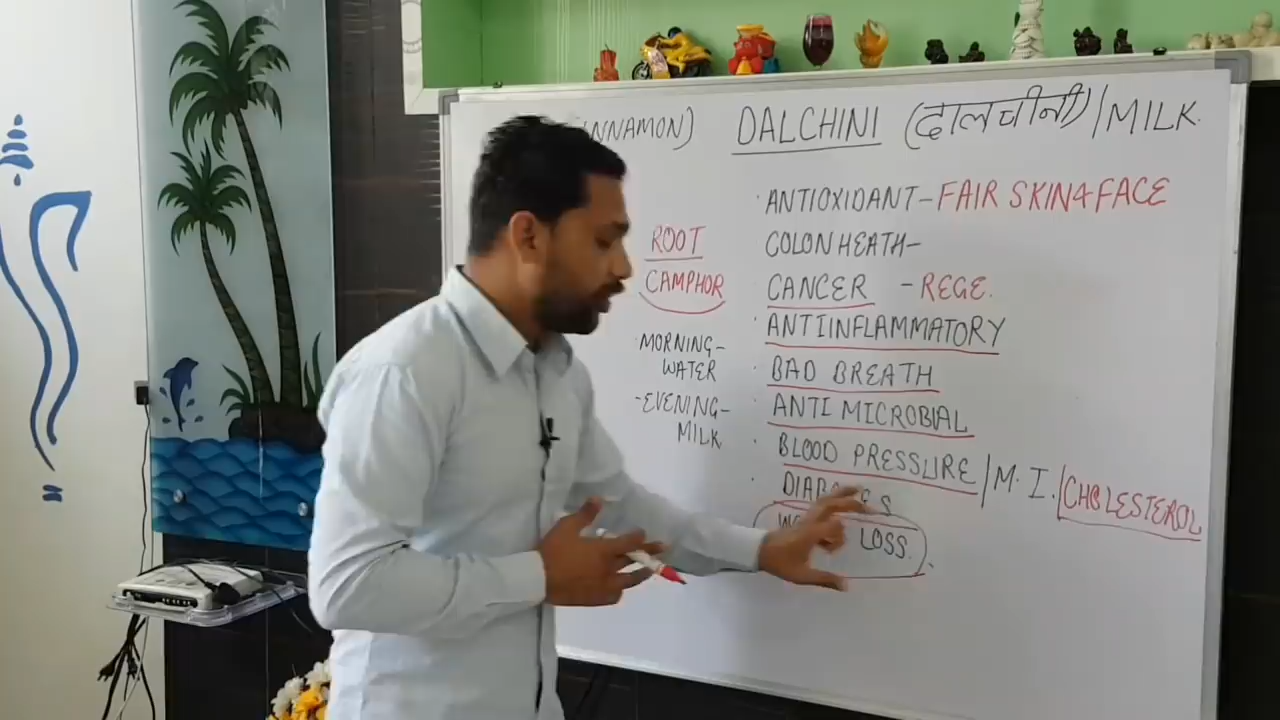 DALCHINI (दालचीनी) / MILK.
· ANTIOXIDANT - FAIR SKIN & FACE
COLON HEATH -
CANCER - REGE.
· ANTIINFLAMMATORY
· BAD BREATH
· ANTI MICROBIAL
· BLOOD PRESSURE / M.I. / CHOLESTEROL
LOSS.
ROOT
CAMPHOR
· MORNING -
WATER
- EVENING -
MILK